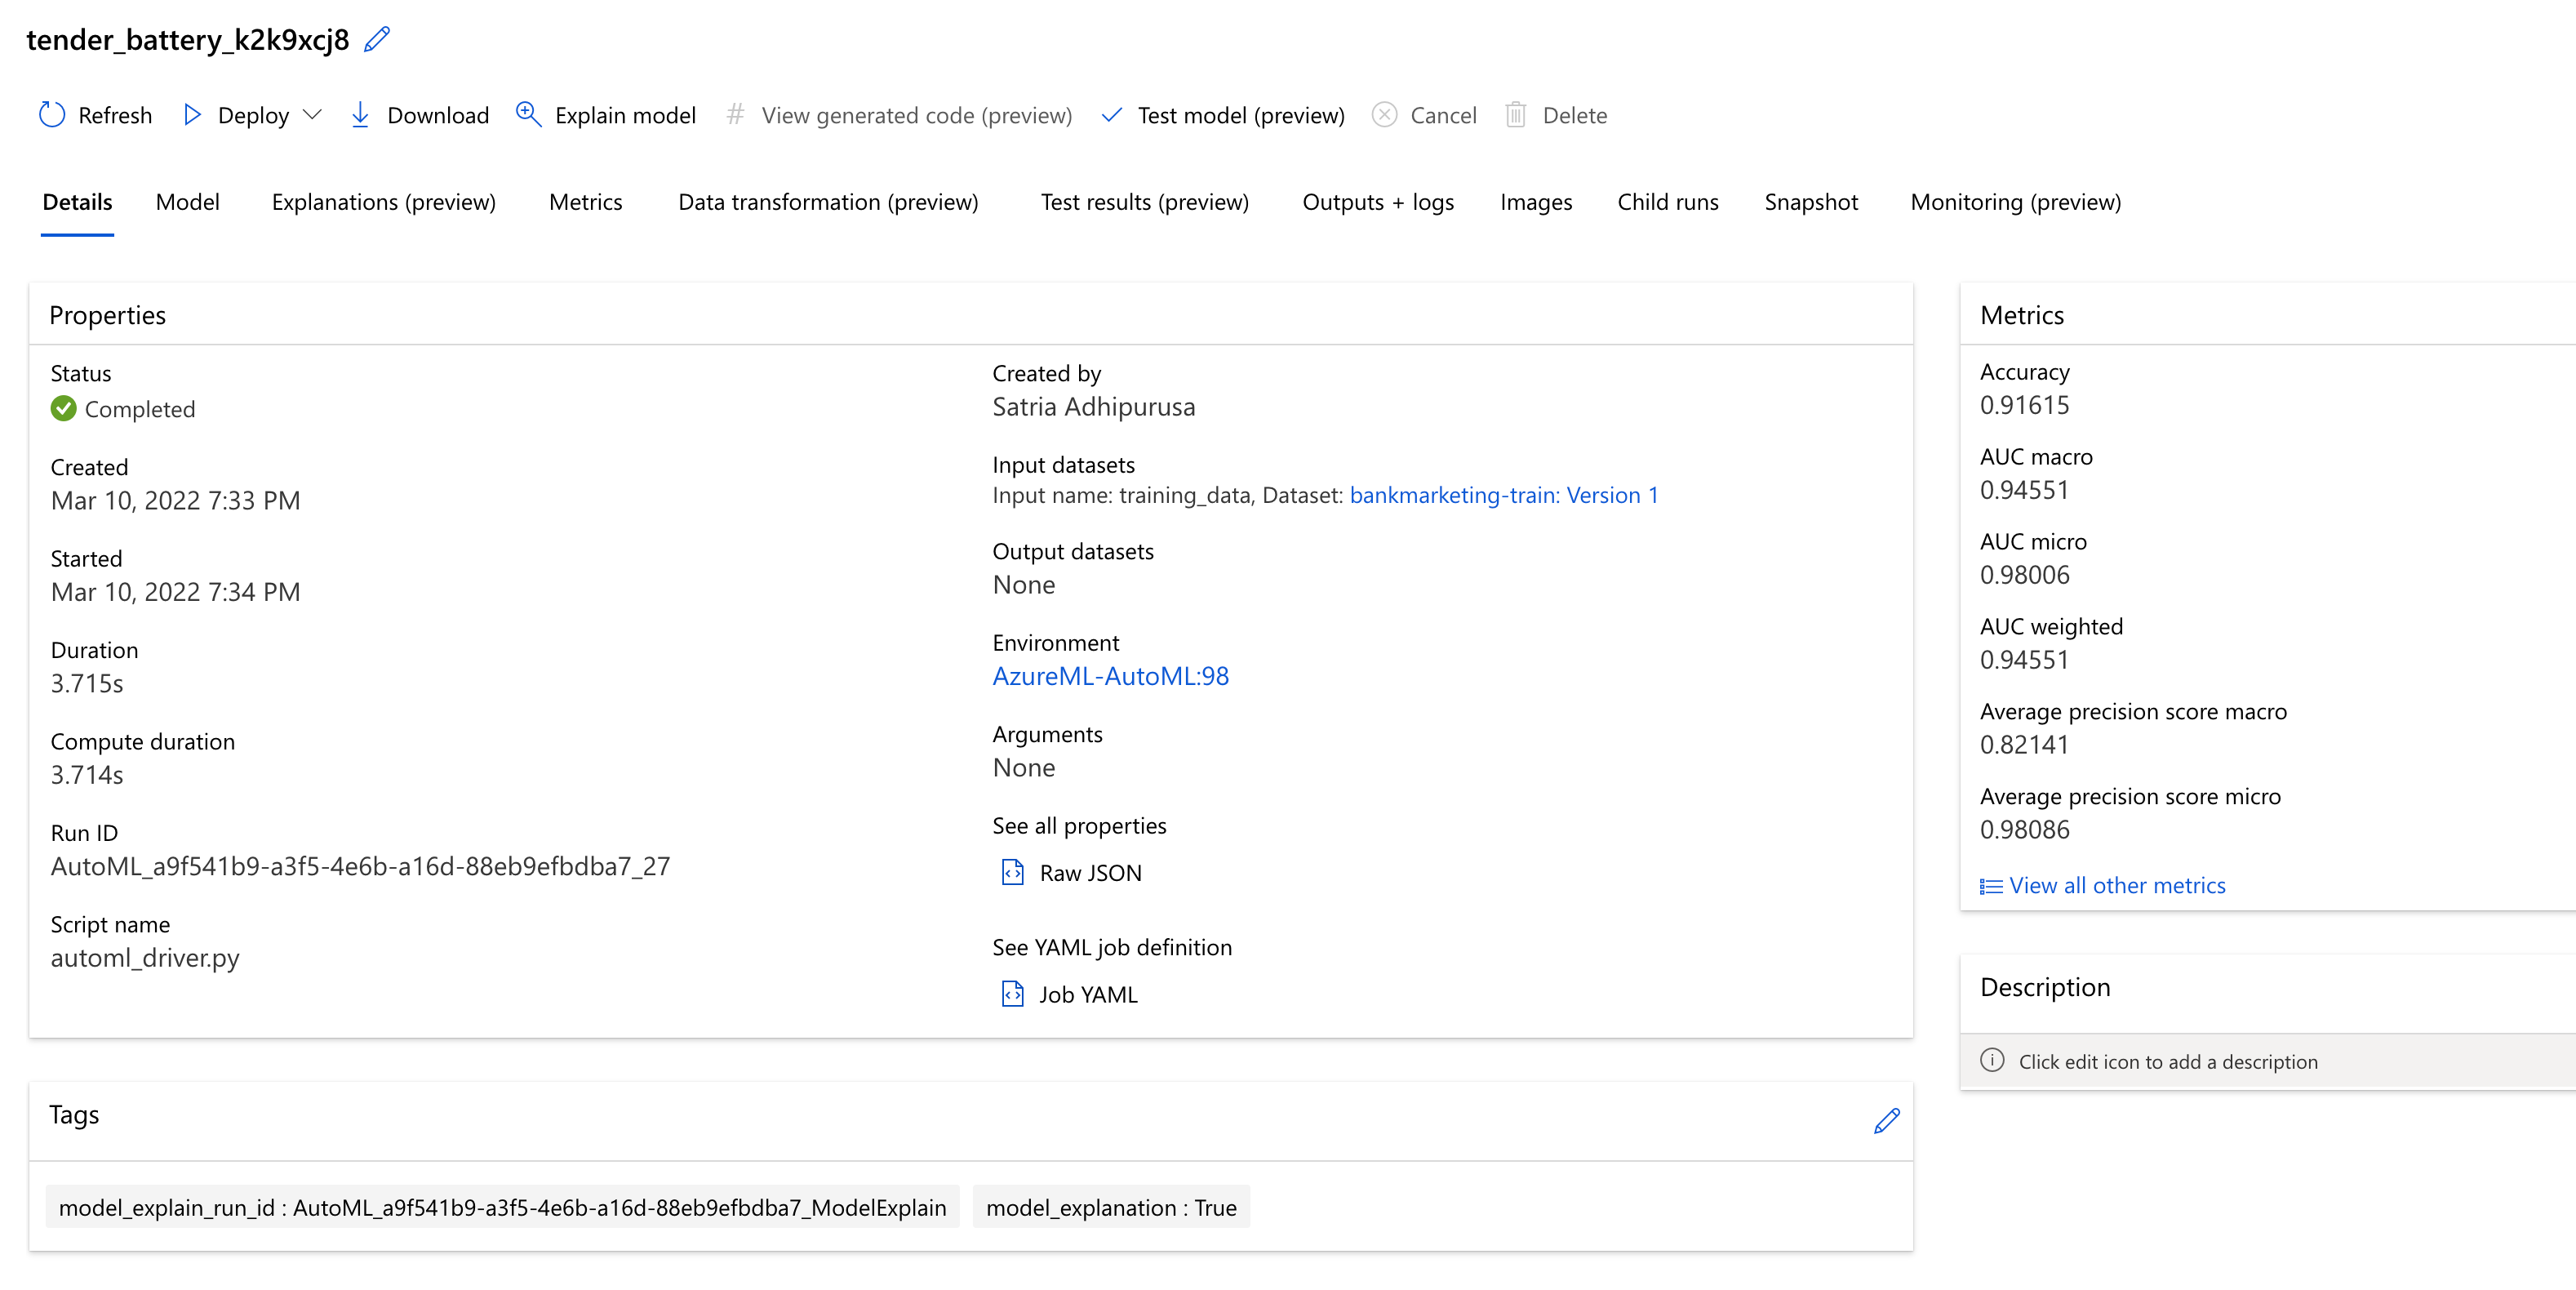 tender_battery_k2k9xcj8
Refresh Deploy Download Explain model # View generated code (preview) Test model (preview) Cancel Delete
Details Model Explanations (preview) Metrics Data transformation (preview) Test results (preview) Outputs + logs Images Child runs Snapshot Monitoring (preview)
Properties
Status
Completed
Created
Mar 10, 2022 7:33 PM
Started
Mar 10, 2022 7:34 PM
Duration
3.715s
Compute duration
3.714s
Run ID
AutoML_a9f541b9-a3f5-4e6b-a16d-88eb9efbdba7_27
Script name
automl_driver.py
Created by
Satria Adhipurusa
Input datasets
Input name: training_data, Dataset: bankmarketing-train: Version 1
Output datasets
None
Environment
AzureML-AutoML:98
Arguments
None
See all properties
Raw JSON
See YAML job definition
Job YAML
Metrics
Accuracy
0.91615
AUC macro
0.94551
AUC micro
0.98006
AUC weighted
0.94551
Average precision score macro
0.82141
Average precision score micro
0.98086
View all other metrics
Description
Click edit icon to add a description
Tags
model_explain_run_id : AutoML_a9f541b9-a3f5-4e6b-a16d-88eb9efbdba7_ModelExplain model_explanation : True